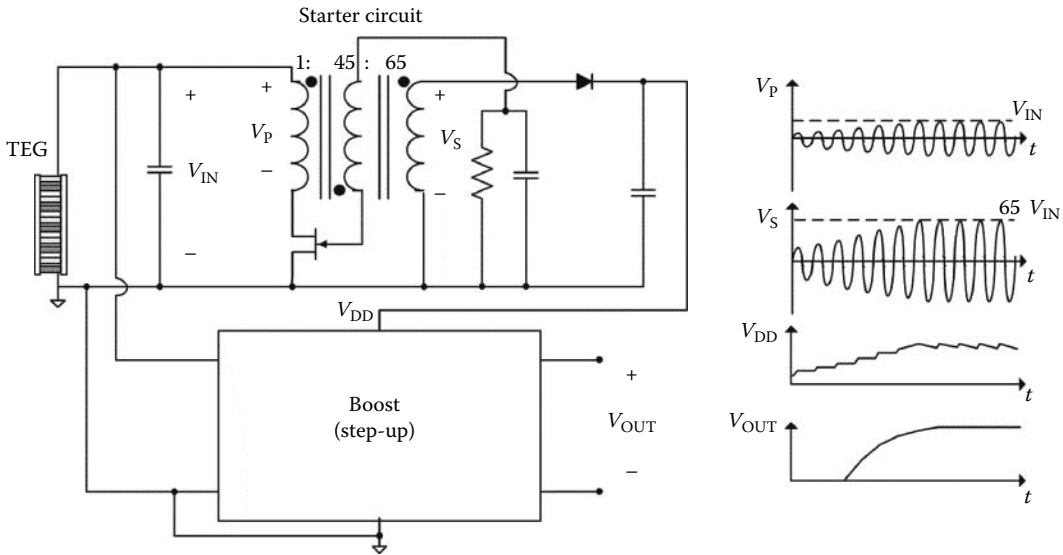 Starter circuit
1: 45 : 65
+ + +
TEG
V_IN V_P V_S
− − −
−
V_DD
Boost
(step-up)
+
V_OUT
−
V_P
V_IN
t
V_S
65 V_IN
t
V_DD
t
V_OUT
t